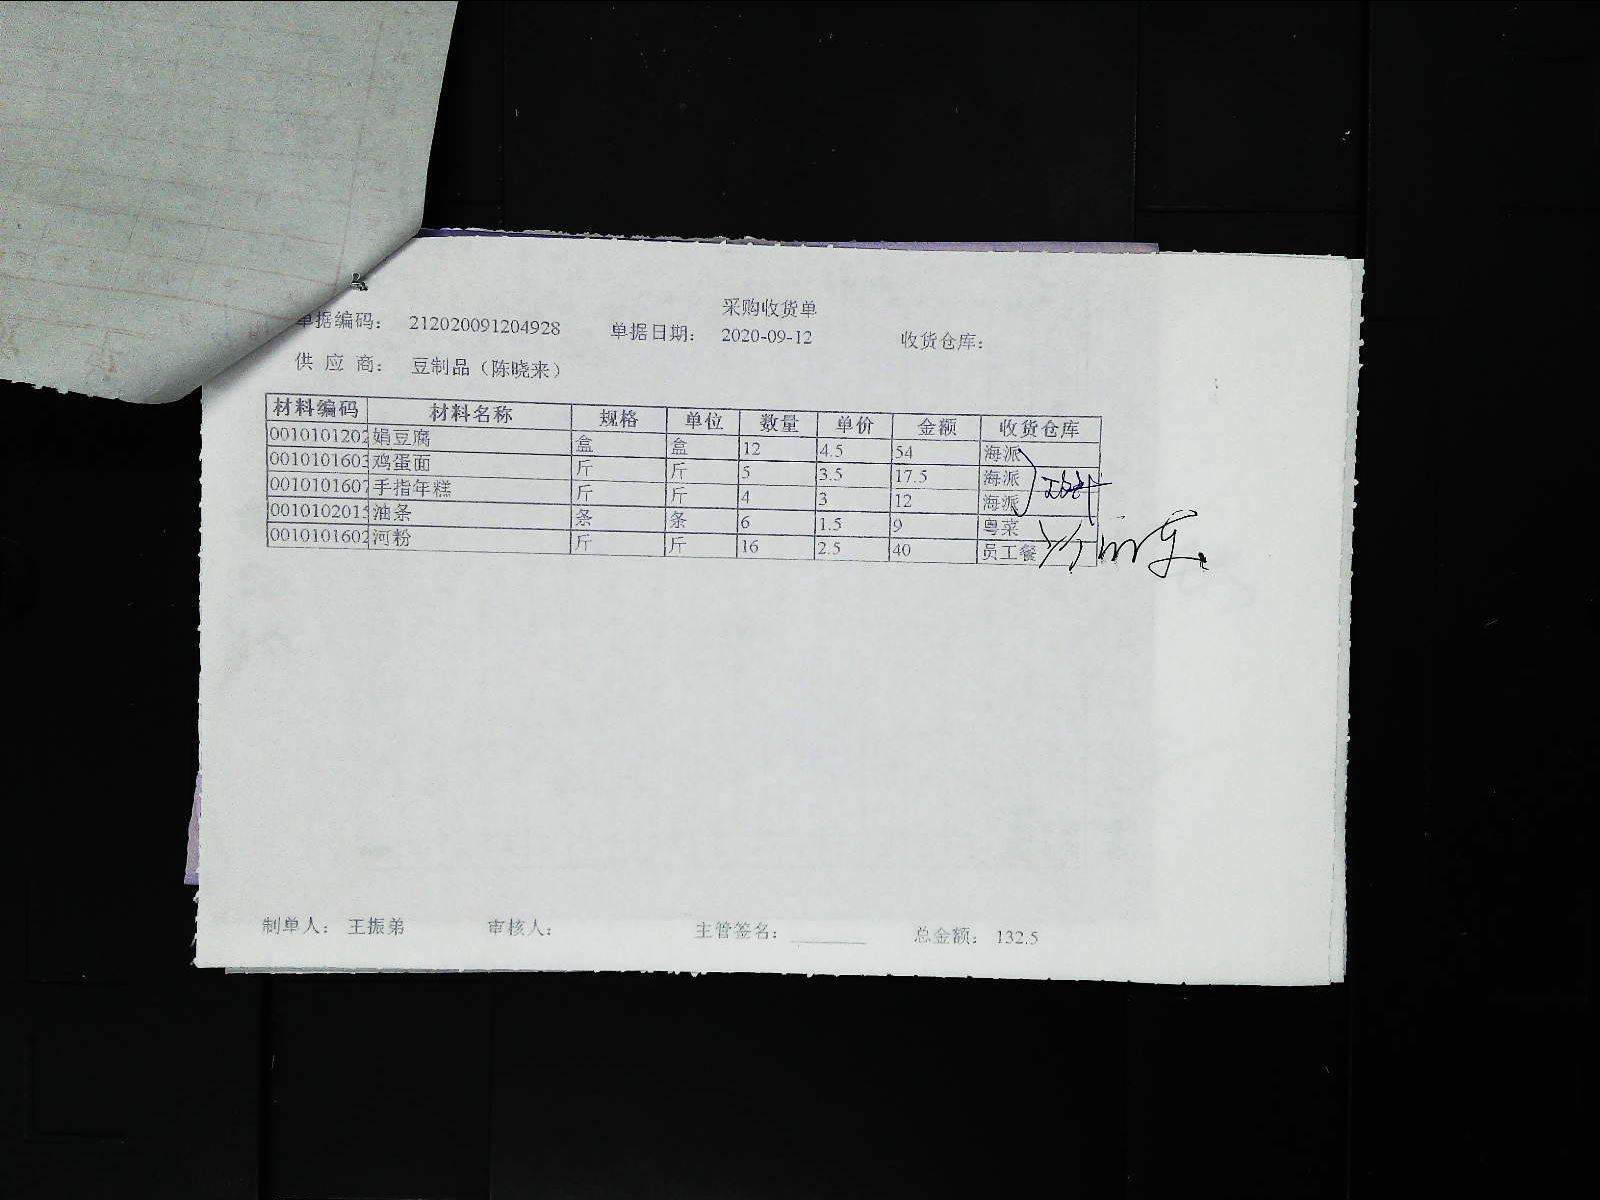 采购收货单
单据编码: 212020091204928 单据日期: 2020-09-12 收货仓库:
供 应 商: 豆制品（陈晓来）
材料编码 材料名称 规格 单位 数量 单价 金额 收货仓库
0010101202 娟豆腐 盒 盒 12 4.5 54 海派
0010101603 鸡蛋面 斤 斤 5 3.5 17.5 海派
0010101607 手指年糕 斤 斤 4 3 12 海派
001010201 油条 条 条 6 1.5 9 粤菜
0010101602 河粉 斤 斤 16 2.5 40 员工餐
制单人: 王振弟 审核人: 主管签名: ______ 总金额: 132.5